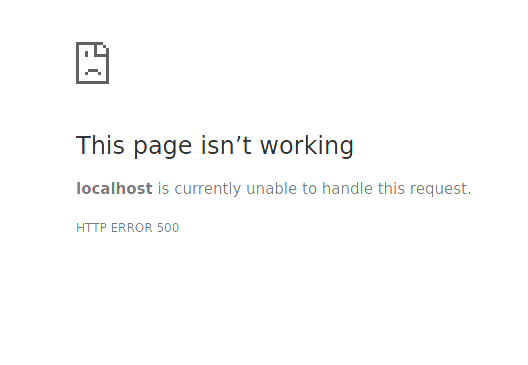 This page isn’t working
localhost is currently unable to handle this request.
HTTP ERROR 500